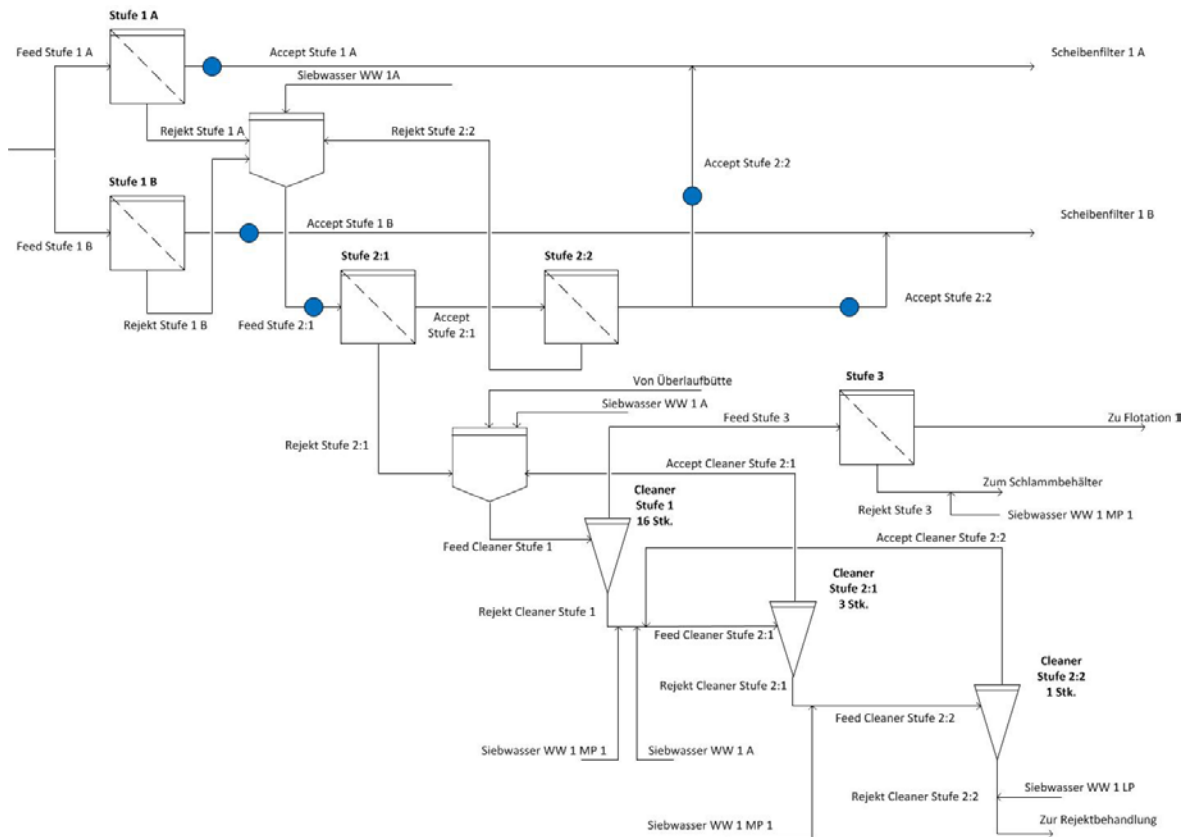 Stufe 1 A
Feed Stufe 1 A
Accept Stufe 1 A
Scheibenfilter 1 A
Siebwasser WW 1A
Rejekt Stufe 1 A
Rejekt Stufe 2:2
Accept Stufe 2:2
Stufe 1 B
Accept Stufe 1 B
Scheibenfilter 1 B
Feed Stufe 1 B
Stufe 2:1
Stufe 2:2
Rejekt Stufe 1 B
Feed Stufe 2:1
Accept
Stufe 2:1
Accept Stufe 2:2
Von Überlaufbütte
Stufe 3
Siebwasser WW 1 A
Feed Stufe 3
Zu Flotation
Rejekt Stufe 2:1
Accept Cleaner Stufe 2:1
Zum Schlammbehälter
Rejekt Stufe 3
Siebwasser WW 1 MP 1
Cleaner
Stufe 1
16 Stk.
Feed Cleaner Stufe 1
Accept Cleaner Stufe 2:2
Cleaner
Stufe 2:1
3 Stk.
Rejekt Cleaner Stufe 1
Feed Cleaner Stufe 2:1
Cleaner
Stufe 2:2
1 Stk.
Rejekt Cleaner Stufe 2:1
Feed Cleaner Stufe 2:2
Siebwasser WW 1 MP 1
Siebwasser WW 1 A
Siebwasser WW 1 LP
Rejekt Cleaner Stufe 2:2
Zur Rejektbehandlung
Siebwasser WW 1 MP 1